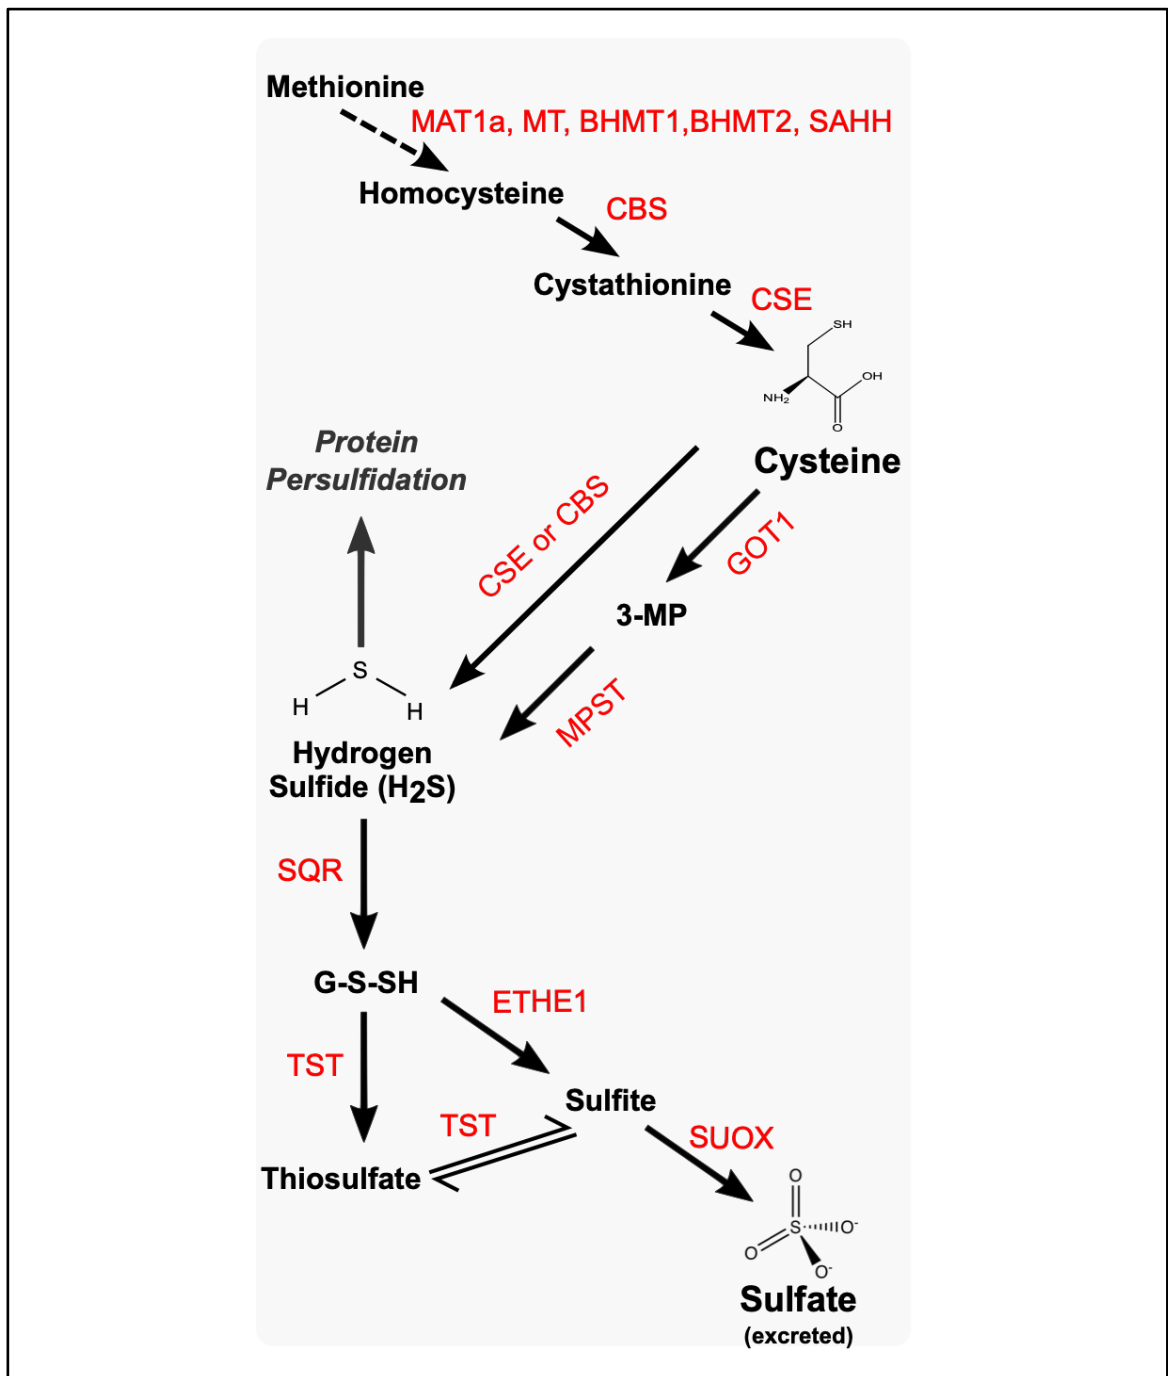 Methionine
MAT1a, MT, BHMT1,BHMT2, SAHH
Homocysteine
CBS
Cystathionine
CSE
SH
OH
NH2
O
Cysteine
Protein
Persulfidation
CSE or CBS
GOT1
3-MP
S
H
H
MPST
Hydrogen
Sulfide (H2S)
SQR
G-S-SH
ETHE1
TST
Sulfite
TST
SUOX
Thiosulfate
O
S
O-
O
O-
Sulfate
(excreted)